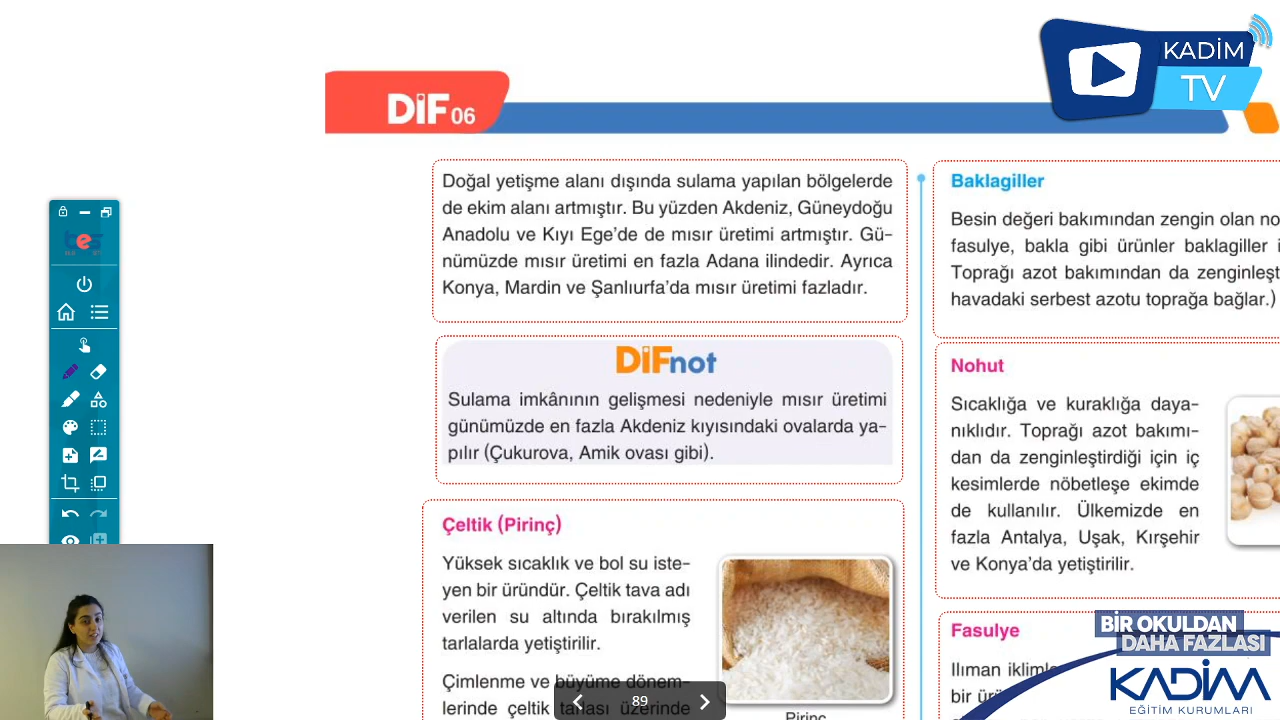 KADİM
TV
DİF 06
Doğal yetişme alanı dışında sulama yapılan bölgelerde
de ekim alanı artmıştır. Bu yüzden Akdeniz, Güneydoğu
Anadolu ve Kıyı Ege'de de mısır üretimi artmıştır. Gü-
nümüzde mısır üretimi en fazla Adana ilindedir. Ayrıca
Konya, Mardin ve Şanlıurfa'da mısır üretimi fazladır.
DİFnot
Sulama imkânının gelişmesi nedeniyle mısır üretimi
günümüzde en fazla Akdeniz kıyısındaki ovalarda ya-
pılır (Çukurova, Amik ovası gibi).
Çeltik (Pirinç)
Yüksek sıcaklık ve bol su iste-
yen bir üründür. Çeltik tava adı
verilen su altında bırakılmış
tarlalarda yetiştirilir.
Çimlenme ve büyüme dönem-
lerinde çeltik tarlası üzerinde
Pirinç
89
Baklagiller
Besin değeri bakımından zengin olan no
fasulye, bakla gibi ürünler baklagiller i
Toprağı azot bakımından da zenginleşt
havadaki serbest azotu toprağa bağlar.)
Nohut
Sıcaklığa ve kuraklığa daya-
nıklıdır. Toprağı azot bakımı-
dan da zenginleştirdiği için iç
kesimlerde nöbetleşe ekimde
de kullanılır. Ülkemizde en
fazla Antalya, Uşak, Kırşehir
ve Konya'da yetiştirilir.
Fasulye
Ilıman iklimle
bir ürü
BİR OKULDAN
DAHA FAZLASI
KADİM
EĞİTİM KURUMLARI